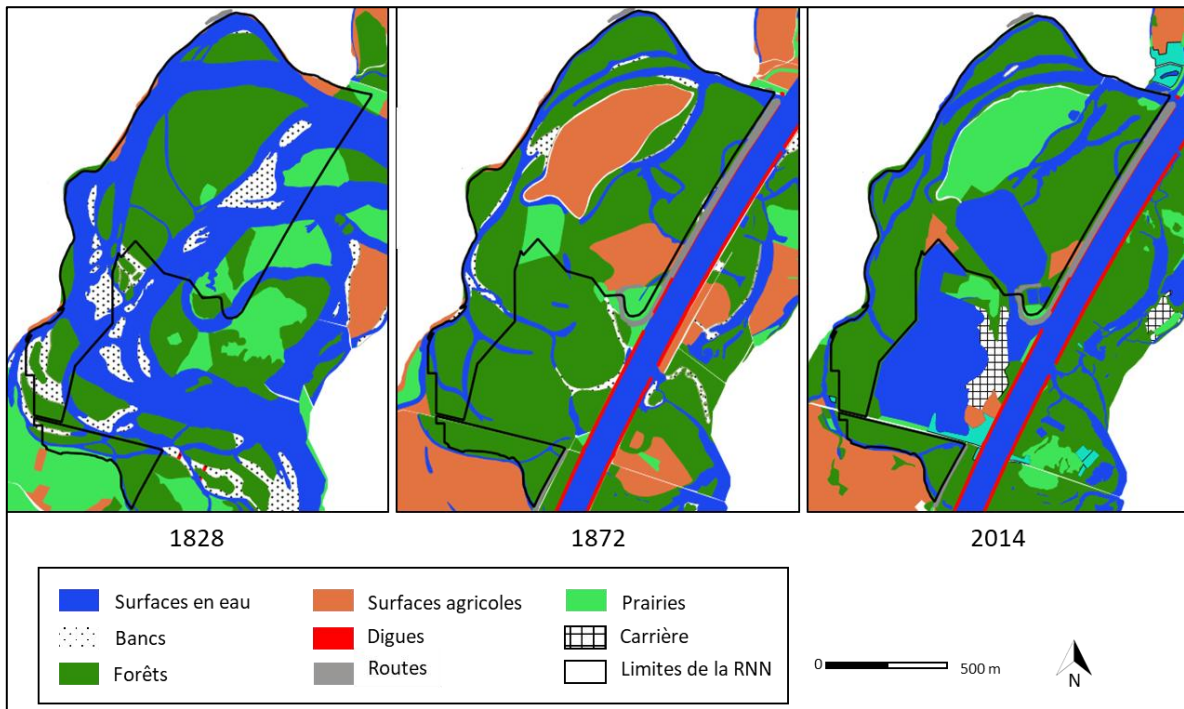 1828 1872 2014
Surfaces en eau Surfaces agricoles Prairies
Bancs Digues Carrière
Forêts Routes Limites de la RNN
0 500 m
N